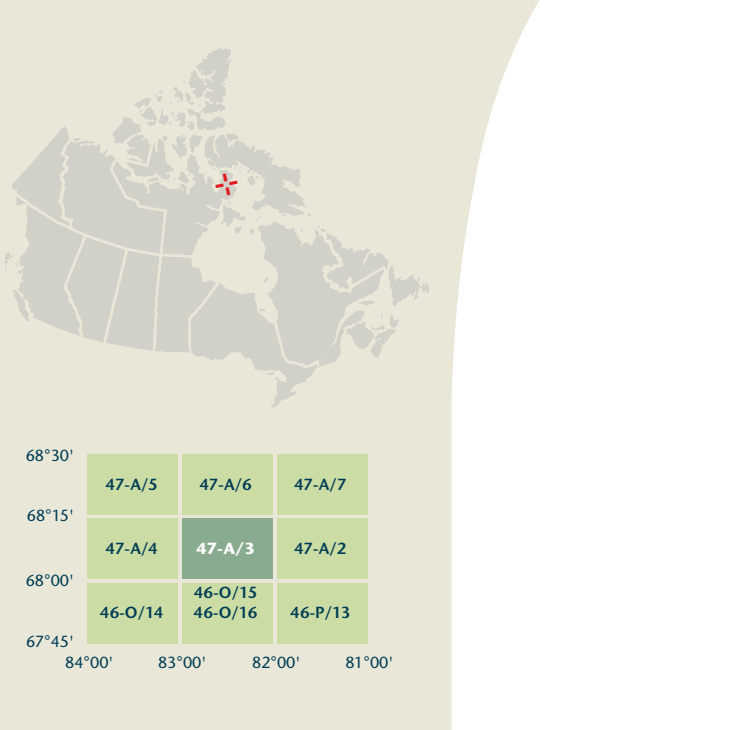 68°30'
47-A/5 47-A/6 47-A/7
68°15'
47-A/4 47-A/3 47-A/2
68°00'
46-O/15
46-O/14 46-O/16 46-P/13
67°45'
84°00' 83°00' 82°00' 81°00'